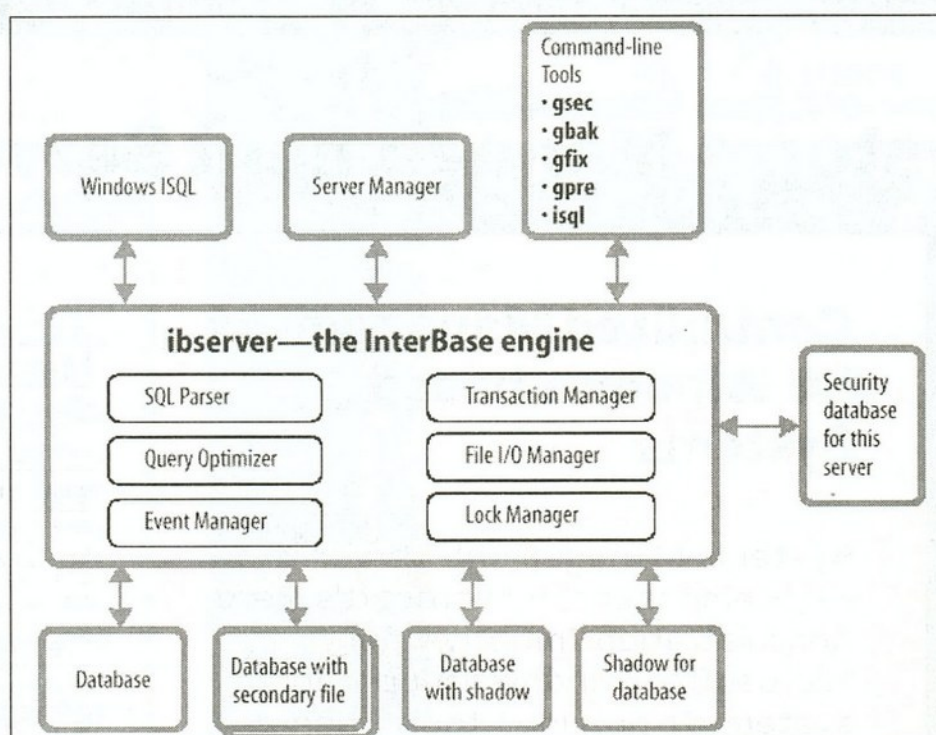 Command-line
Tools
• gsec
• gbak
• gfix
• gpre
• isql
Windows ISQL
Server Manager
ibserver—the InterBase engine
SQL Parser
Transaction Manager
Query Optimizer
File I/O Manager
Event Manager
Lock Manager
Security
database
for this
server
Database
Database with
secondary file
Database
with shadow
Shadow for
database